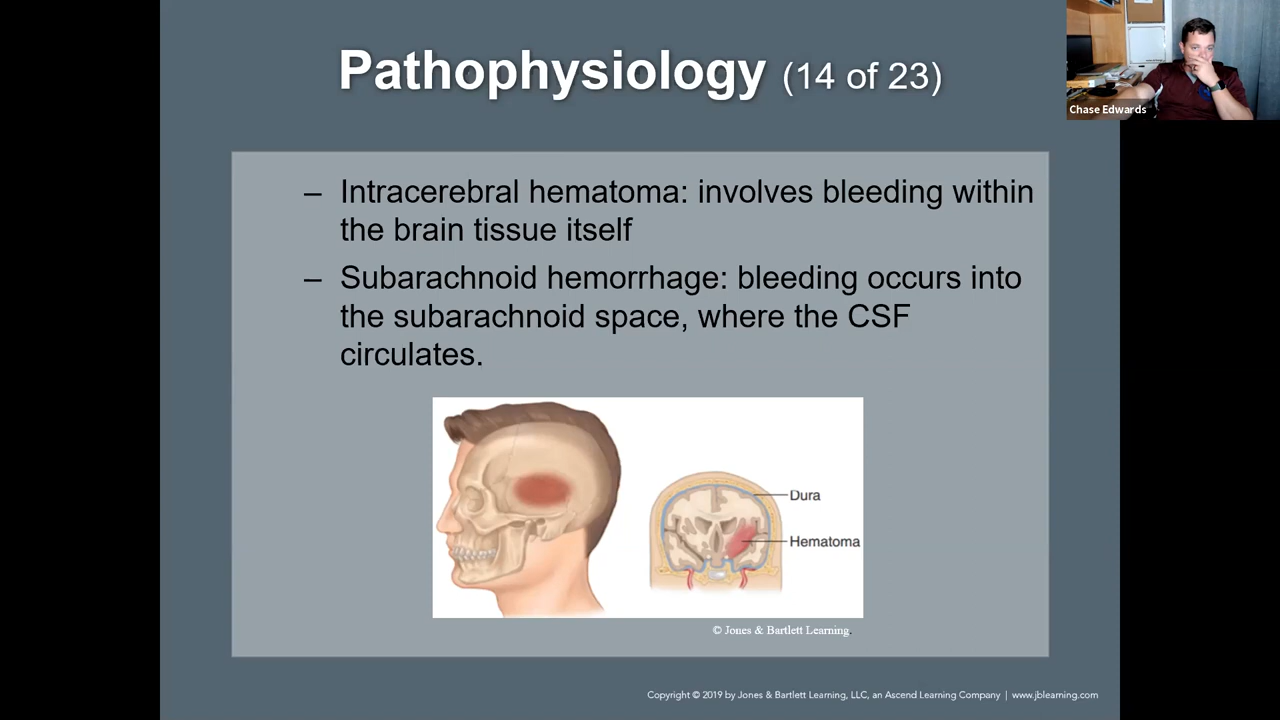 Pathophysiology (14 of 23)
Chase Edwards
– Intracerebral hematoma: involves bleeding within
the brain tissue itself
– Subarachnoid hemorrhage: bleeding occurs into
the subarachnoid space, where the CSF
circulates.
Dura
Hematoma
© Jones & Bartlett Learning.
Copyright © 2019 by Jones & Bartlett Learning, LLC, an Ascend Learning Company | www.jblearning.com